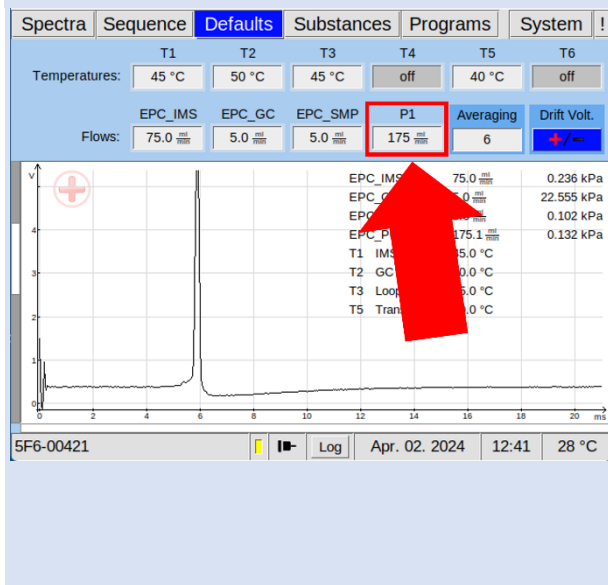 Spectra Sequence Defaults Substances Programs System !
T1 T2 T3 T4 T5 T6
Temperatures: 45 °C 50 °C 45 °C off 40 °C off
EPC_IMS EPC_GC EPC_SMP P1 Averaging Drift Volt.
Flows: 75.0 ml/min 5.0 ml/min 5.0 ml/min 175 ml/min 6 +/-
V
EPC_IMS 75.0 ml/min 0.236 kPa
22.555 kPa
0.102 kPa
175.1 ml/min 0.132 kPa
T1
T2 GC
T3
T5
4
3
2
1
0
0 2 4 6 8 10 12 14 16 18 20 ms
5F6-00421 Log Apr. 02. 2024 12:41 28 °C